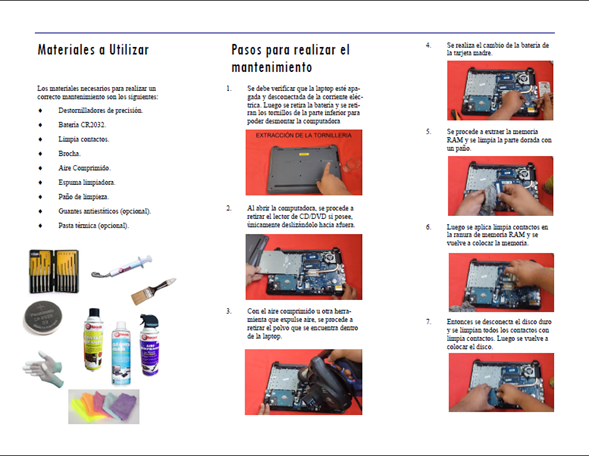 Materiales a Utilizar
Los materiales necesarios para realizar un
correcto mantenimiento son los siguientes:
♦ Destornilladores de precisión.
♦ Batería CR2032.
♦ Limpia contactos.
♦ Brocha.
♦ Aire Comprimido.
♦ Espuma limpiadora.
♦ Paño de limpieza.
♦ Guantes antiestáticos (opcional).
♦ Pasta térmica (opcional).
Pasos para realizar el
mantenimiento
1. Se debe verificar que la laptop esté apa-
gada y desconectada de la corriente eléc-
trica. Luego se retira la batería y se reti-
ran los tornillos de la parte inferior para
poder desmontar la computadora
EXTRACCIÓN DE LA TORNILLERIA
2. Al abrir la computadora, se procede a
retirar el lector de CD/DVD si posee,
únicamente deslizándolo hacia afuera.
3. Con el aire comprimido u otra herra-
mienta que expulse aire, se procede a
retirar el polvo que se encuentra dentro
de la laptop.
4. Se realiza el cambio de la batería de
la tarjeta madre.
5. Se procede a extraer la memoria
RAM y se limpia la parte dorada con
un paño.
6. Luego se aplica limpia contactos en
la ranura de memoria RAM y se
vuelve a colocar la memoria.
7. Entonces se desconecta el disco duro
y se limpian todos los contactos con
limpia contactos. Luego se vuelve a
colocar el disco.